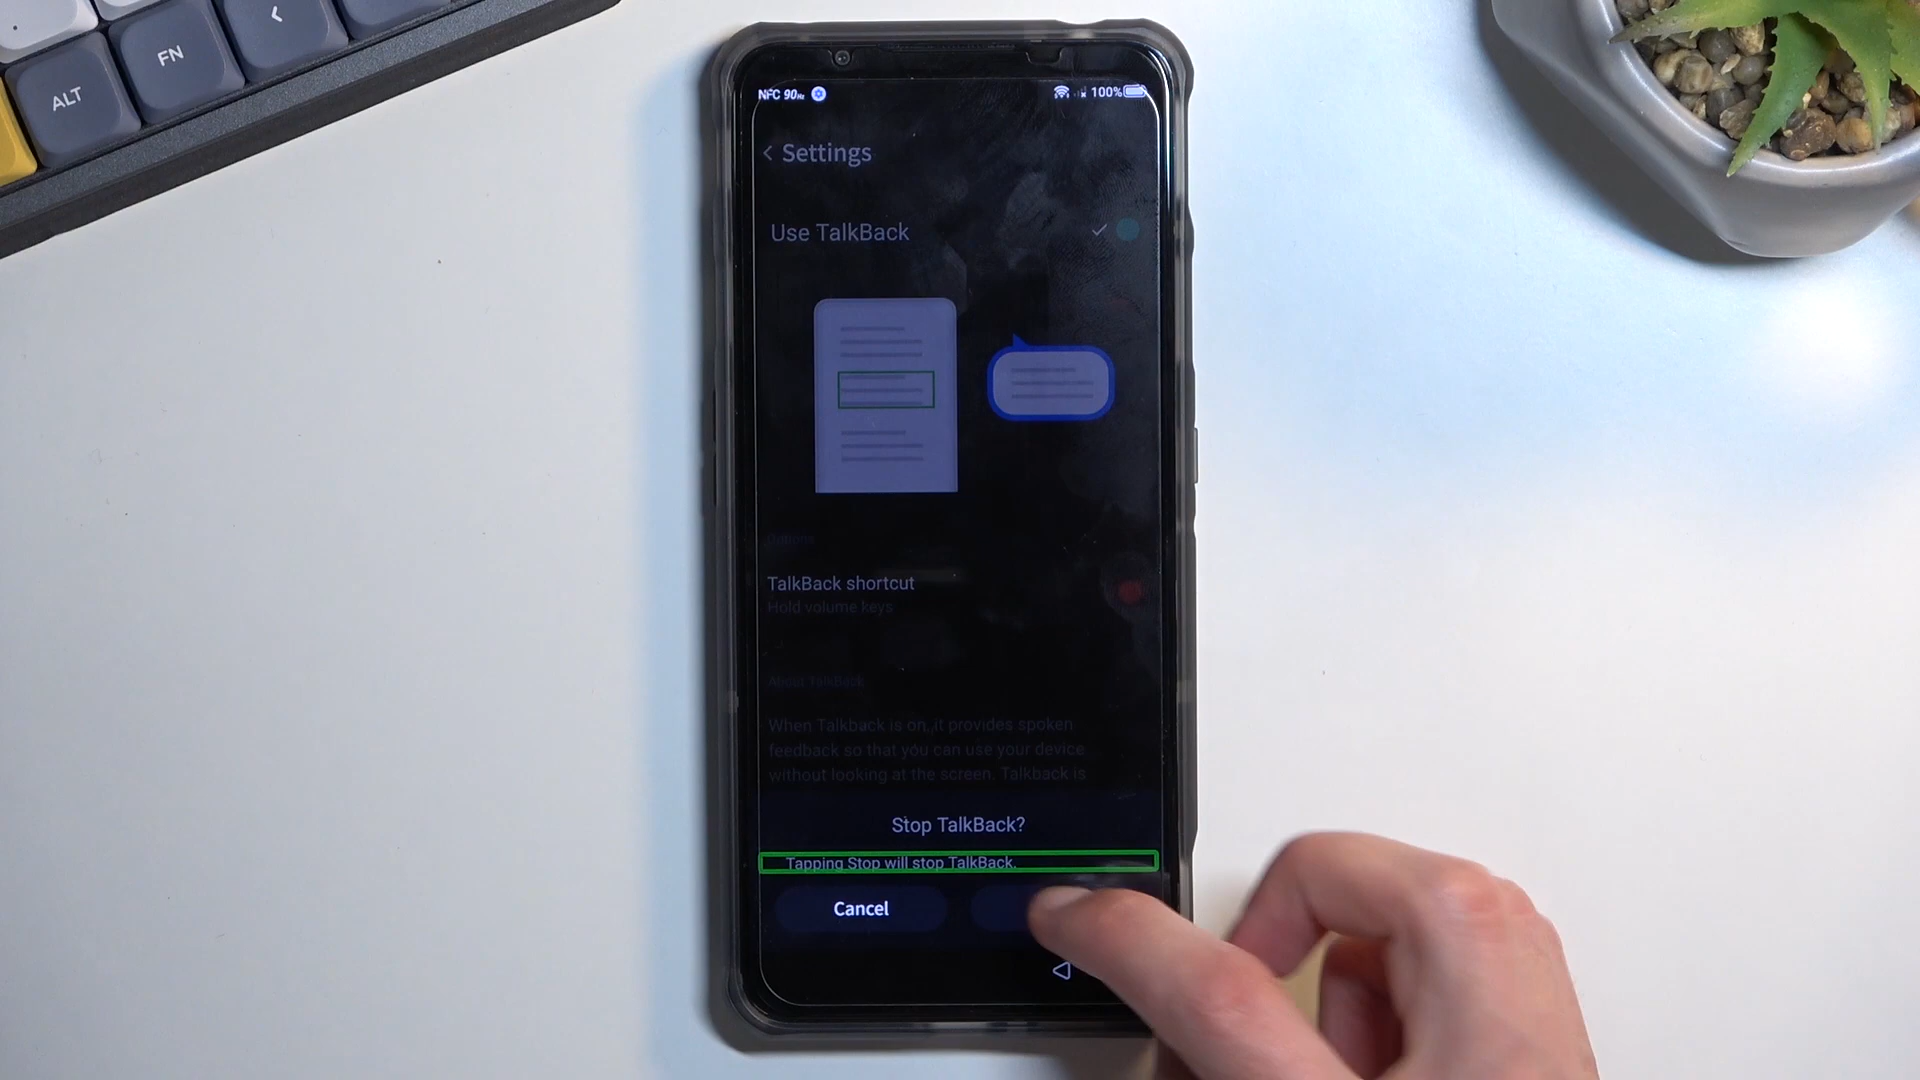 ALT
FN
<
NFC 90Hz
100%
Settings
Use TalkBack
Options
TalkBack shortcut
Hold volume keys
About TalkBack
When Talkback is on, it provides spoken
feedback so that you can use your device
without looking at the screen. Talkback is
Stop TalkBack?
Tapping Stop will stop TalkBack.
Cancel